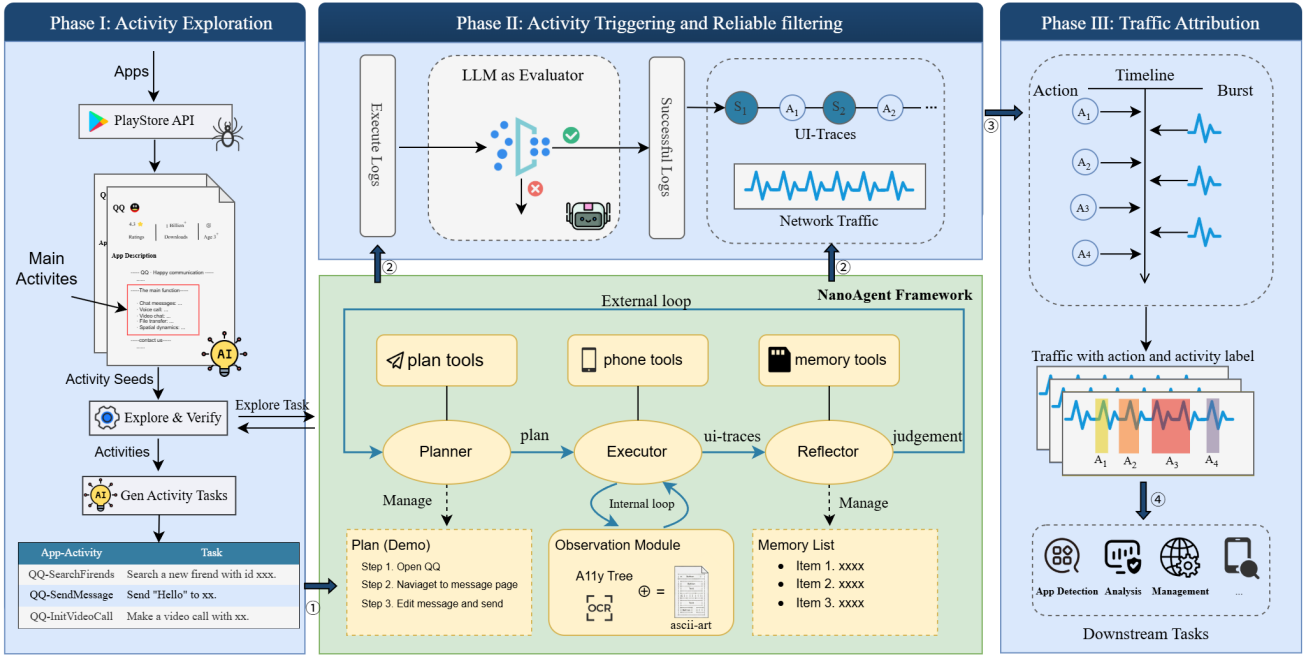 Phase I: Activity Exploration
Apps
PlayStore API
Q
QQ
4.3
1 Billion+
Ratings
Downloads
Age 3+
Ap
App Description
----- QQ · Happy communication
------
-----The main function-----
· Chat messages: ...
· Voice call: ...
· Video chat: ...
· File transfer: ...
· Spatial dynamics: ...
-----contact us-----
------
Main
Activites
AI
Activity Seeds
Explore & Verify
Explore Task
Activities
AI
Gen Activity Tasks
App-Activity Task
QQ-SearchFirends Search a new firend with id xxx.
QQ-SendMessage Send "Hello" to xx.
QQ-InitVideoCall Make a video call with xx.
①
Phase II: Activity Triggering and Reliable filtering
Execute Logs
LLM as Evaluator
Successful Logs
S1 A1 S2 A2 ...
UI-Traces
Network Traffic
②
②
③
NanoAgent Framework
External loop
plan tools
phone tools
memory tools
Planner
plan
Executor
ui-traces
Reflector
judgement
Manage
Internal loop
Manage
Plan (Demo)
Step 1. Open QQ
Step 2. Naviaget to message page
Step 3. Edit message and send
Observation Module
A11y Tree
OCR
⊕ =
ascii-art
Memory List
• Item 1. xxxx
• Item 2. xxxx
• Item 3. xxxx
Phase III: Traffic Attribution
Timeline
Action
Burst
A1
A2
A3
A4
Traffic with action and activity label
A1 A2 A3 A4
④
App Detection
Analysis
Management
...
Downstream Tasks